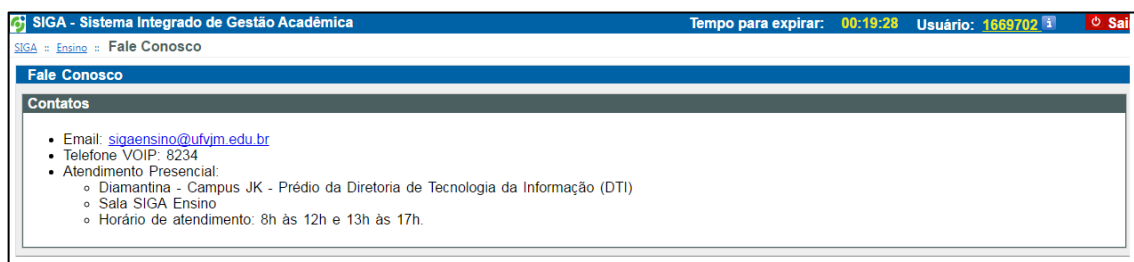 SIGA - Sistema Integrado de Gestão Acadêmica Tempo para expirar: 00:19:28 Usuário: 1669702 i Sai
SIGA :: Ensino :: Fale Conosco
Fale Conosco
Contatos
• Email: sigaensino@ufvjm.edu.br
• Telefone VOIP: 8234
• Atendimento Presencial:
◦ Diamantina - Campus JK - Prédio da Diretoria de Tecnologia da Informação (DTI)
◦ Sala SIGA Ensino
◦ Horário de atendimento: 8h às 12h e 13h às 17h.